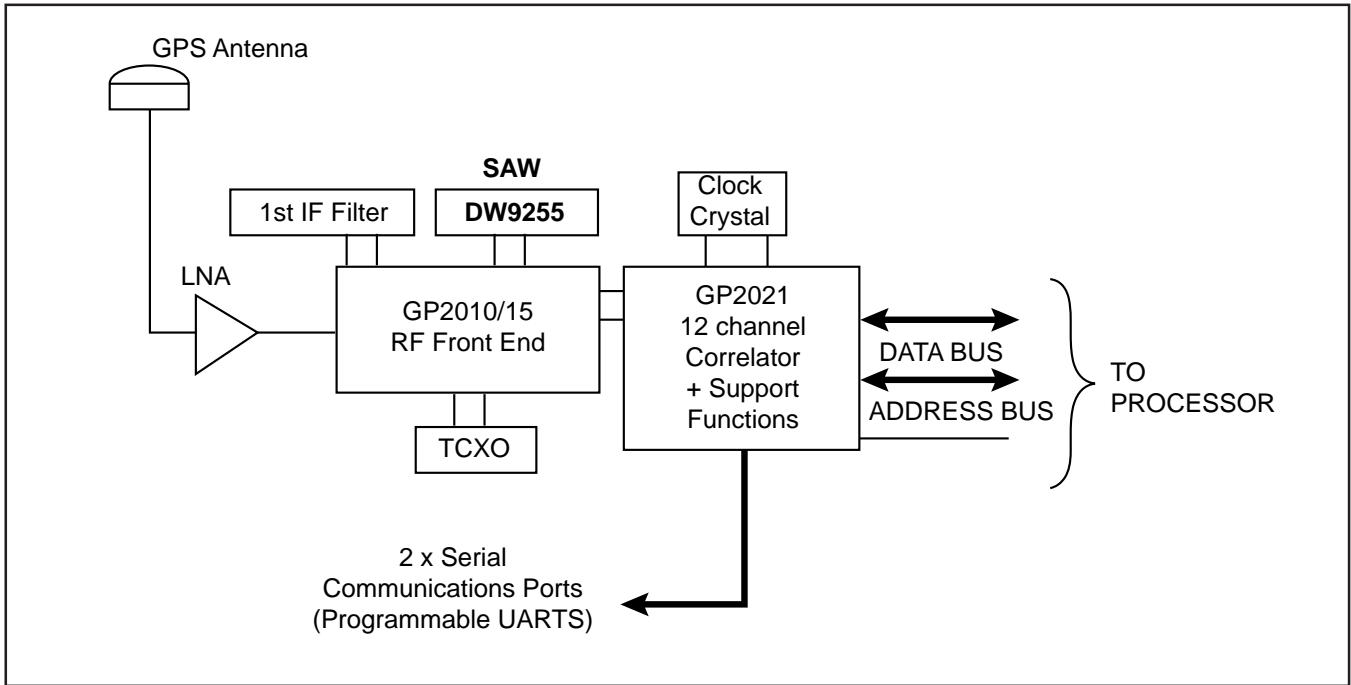 GPS Antenna
SAW
1st IF Filter
DW9255
Clock
Crystal
LNA
GP2010/15
RF Front End
GP2021
12 channel
Correlator
+ Support
Functions
DATA BUS
ADDRESS BUS
TO
PROCESSOR
TCXO
2 x Serial
Communications Ports
(Programmable UARTS)